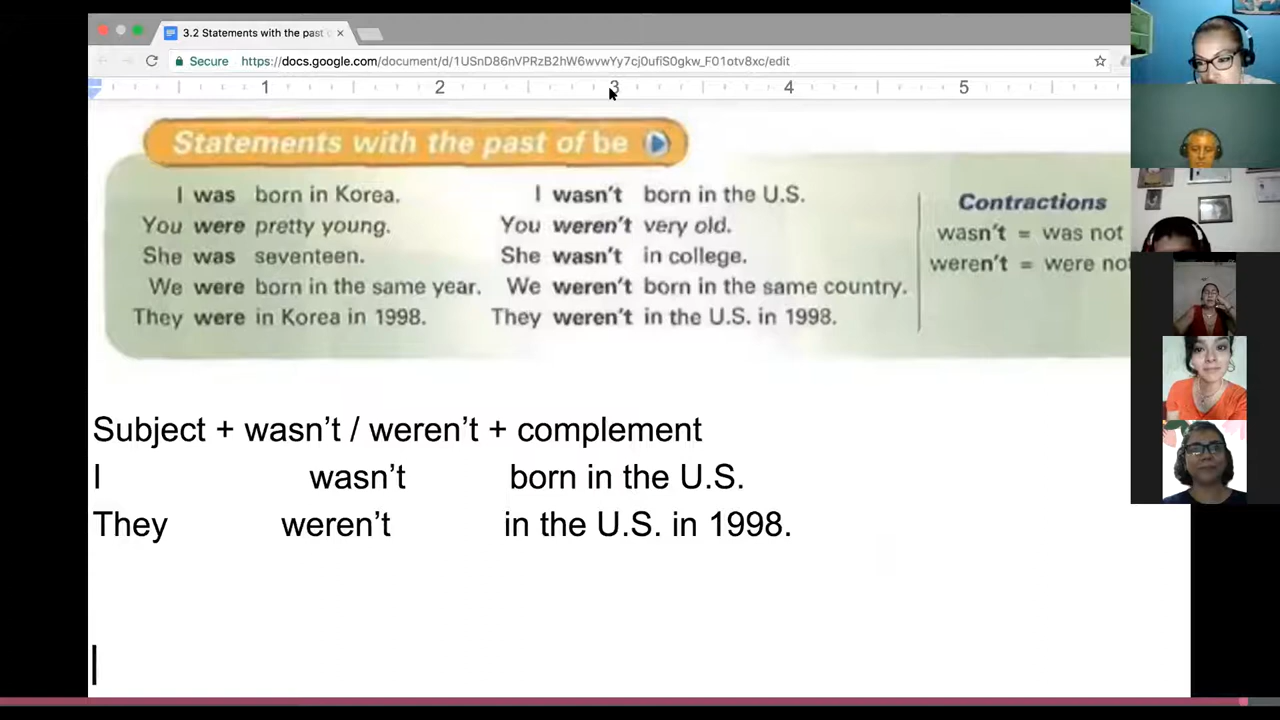 3.2 Statements with the past
Secure https://docs.google.com/document/d/1USnD86nVPRzB2hW6wvwYy7cj0ufiS0gkw_F01otv8xc/edit
1 2 3 4 5
Statements with the past of be
I was born in Korea.
You were pretty young.
She was seventeen.
We were born in the same year.
They were in Korea in 1998.
I wasn't born in the U.S.
You weren't very old.
She wasn't in college.
We weren't born in the same country.
They weren't in the U.S. in 1998.
Contractions
wasn't = was not
weren't = were not
Subject + wasn't / weren't + complement
I wasn't born in the U.S.
They weren't in the U.S. in 1998.